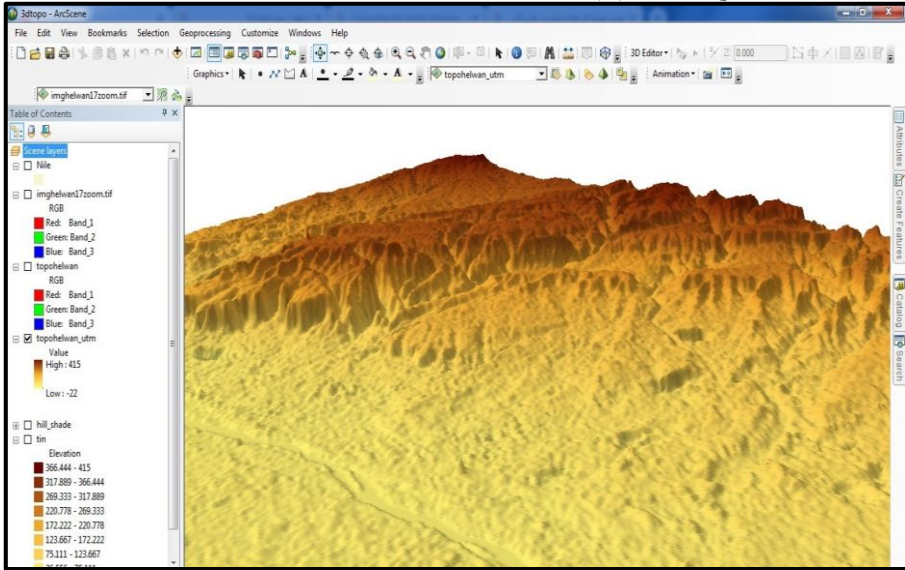 3dtopo - ArcScene
File Edit View Bookmarks Selection Geoprocessing Customize Windows Help
3D Editor
Z: 0.000
Graphics
A
A
topohelwan_utm
Animation
imghelwan17zoom.tif
Table of Contents
Scene layers
Nile
imghelwan17zoom.tif
RGB
Red: Band_1
Green: Band_2
Blue: Band_3
topohelwan
RGB
Red: Band_1
Green: Band_2
Blue: Band_3
topohelwan_utm
Value
High : 415
Low : -22
hill_shade
tin
Elevation
366.444 - 415
317.889 - 366.444
269.333 - 317.889
220.778 - 269.333
172.222 - 220.778
123.667 - 172.222
75.111 - 123.667
Attributes
Create Features
Catalog
Search